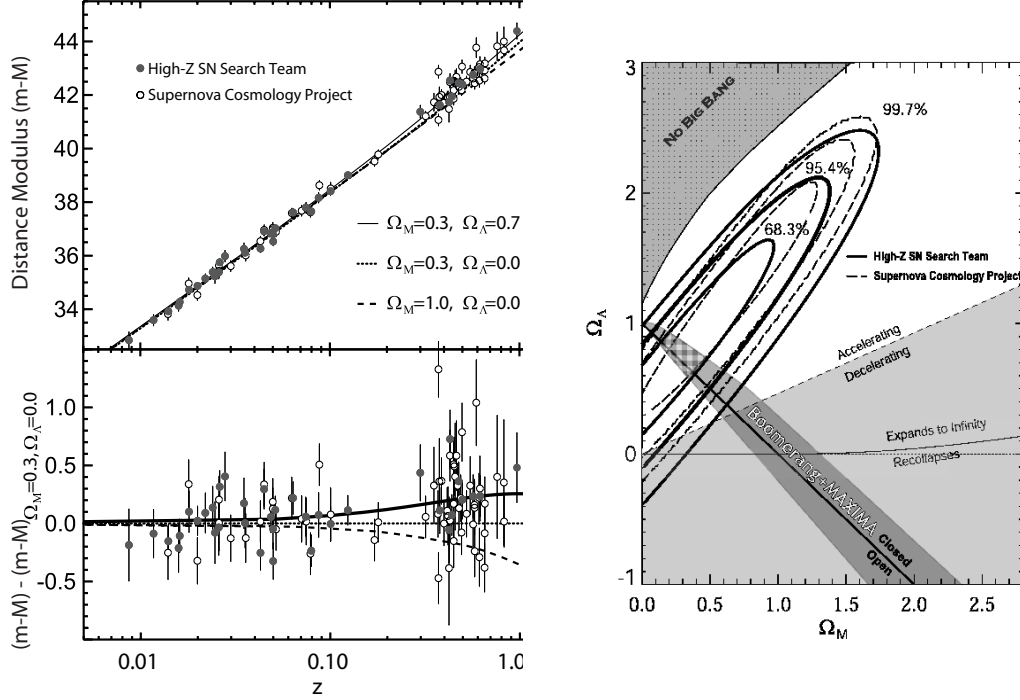 Distance Modulus (m-M)
44
42
40
38
36
34
High-Z SN Search Team
Supernova Cosmology Project
Ω_M=0.3, Ω_Λ=0.7
Ω_M=0.3, Ω_Λ=0.0
Ω_M=1.0, Ω_Λ=0.0
(m-M) - (m-M)Ω_M=0.3,Ω_Λ=0.0
1.0
0.5
0.0
-0.5
0.01
0.10
1.0
z
Ω_Λ
3
2
1
0
-1
NO BIG BANG
99.7%
95.4%
68.3%
High-Z SN Search Team
Supernova Cosmology Project
Accelerating
Decelerating
Expands to Infinity
Recollapses
Boomerang+MAXIMA
Closed
Open
0.0
0.5
1.0
1.5
2.0
2.5
Ω_M